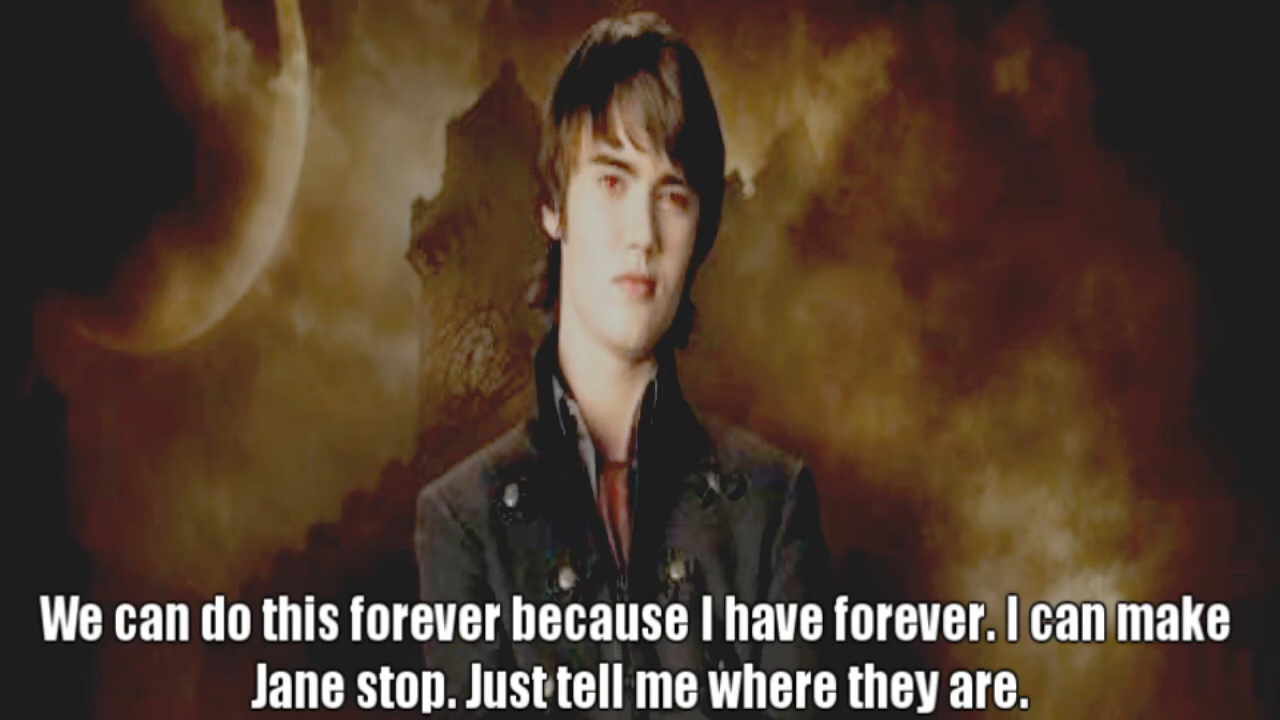 We can do this forever because I have forever. I can make
Jane stop. Just tell me where they are.